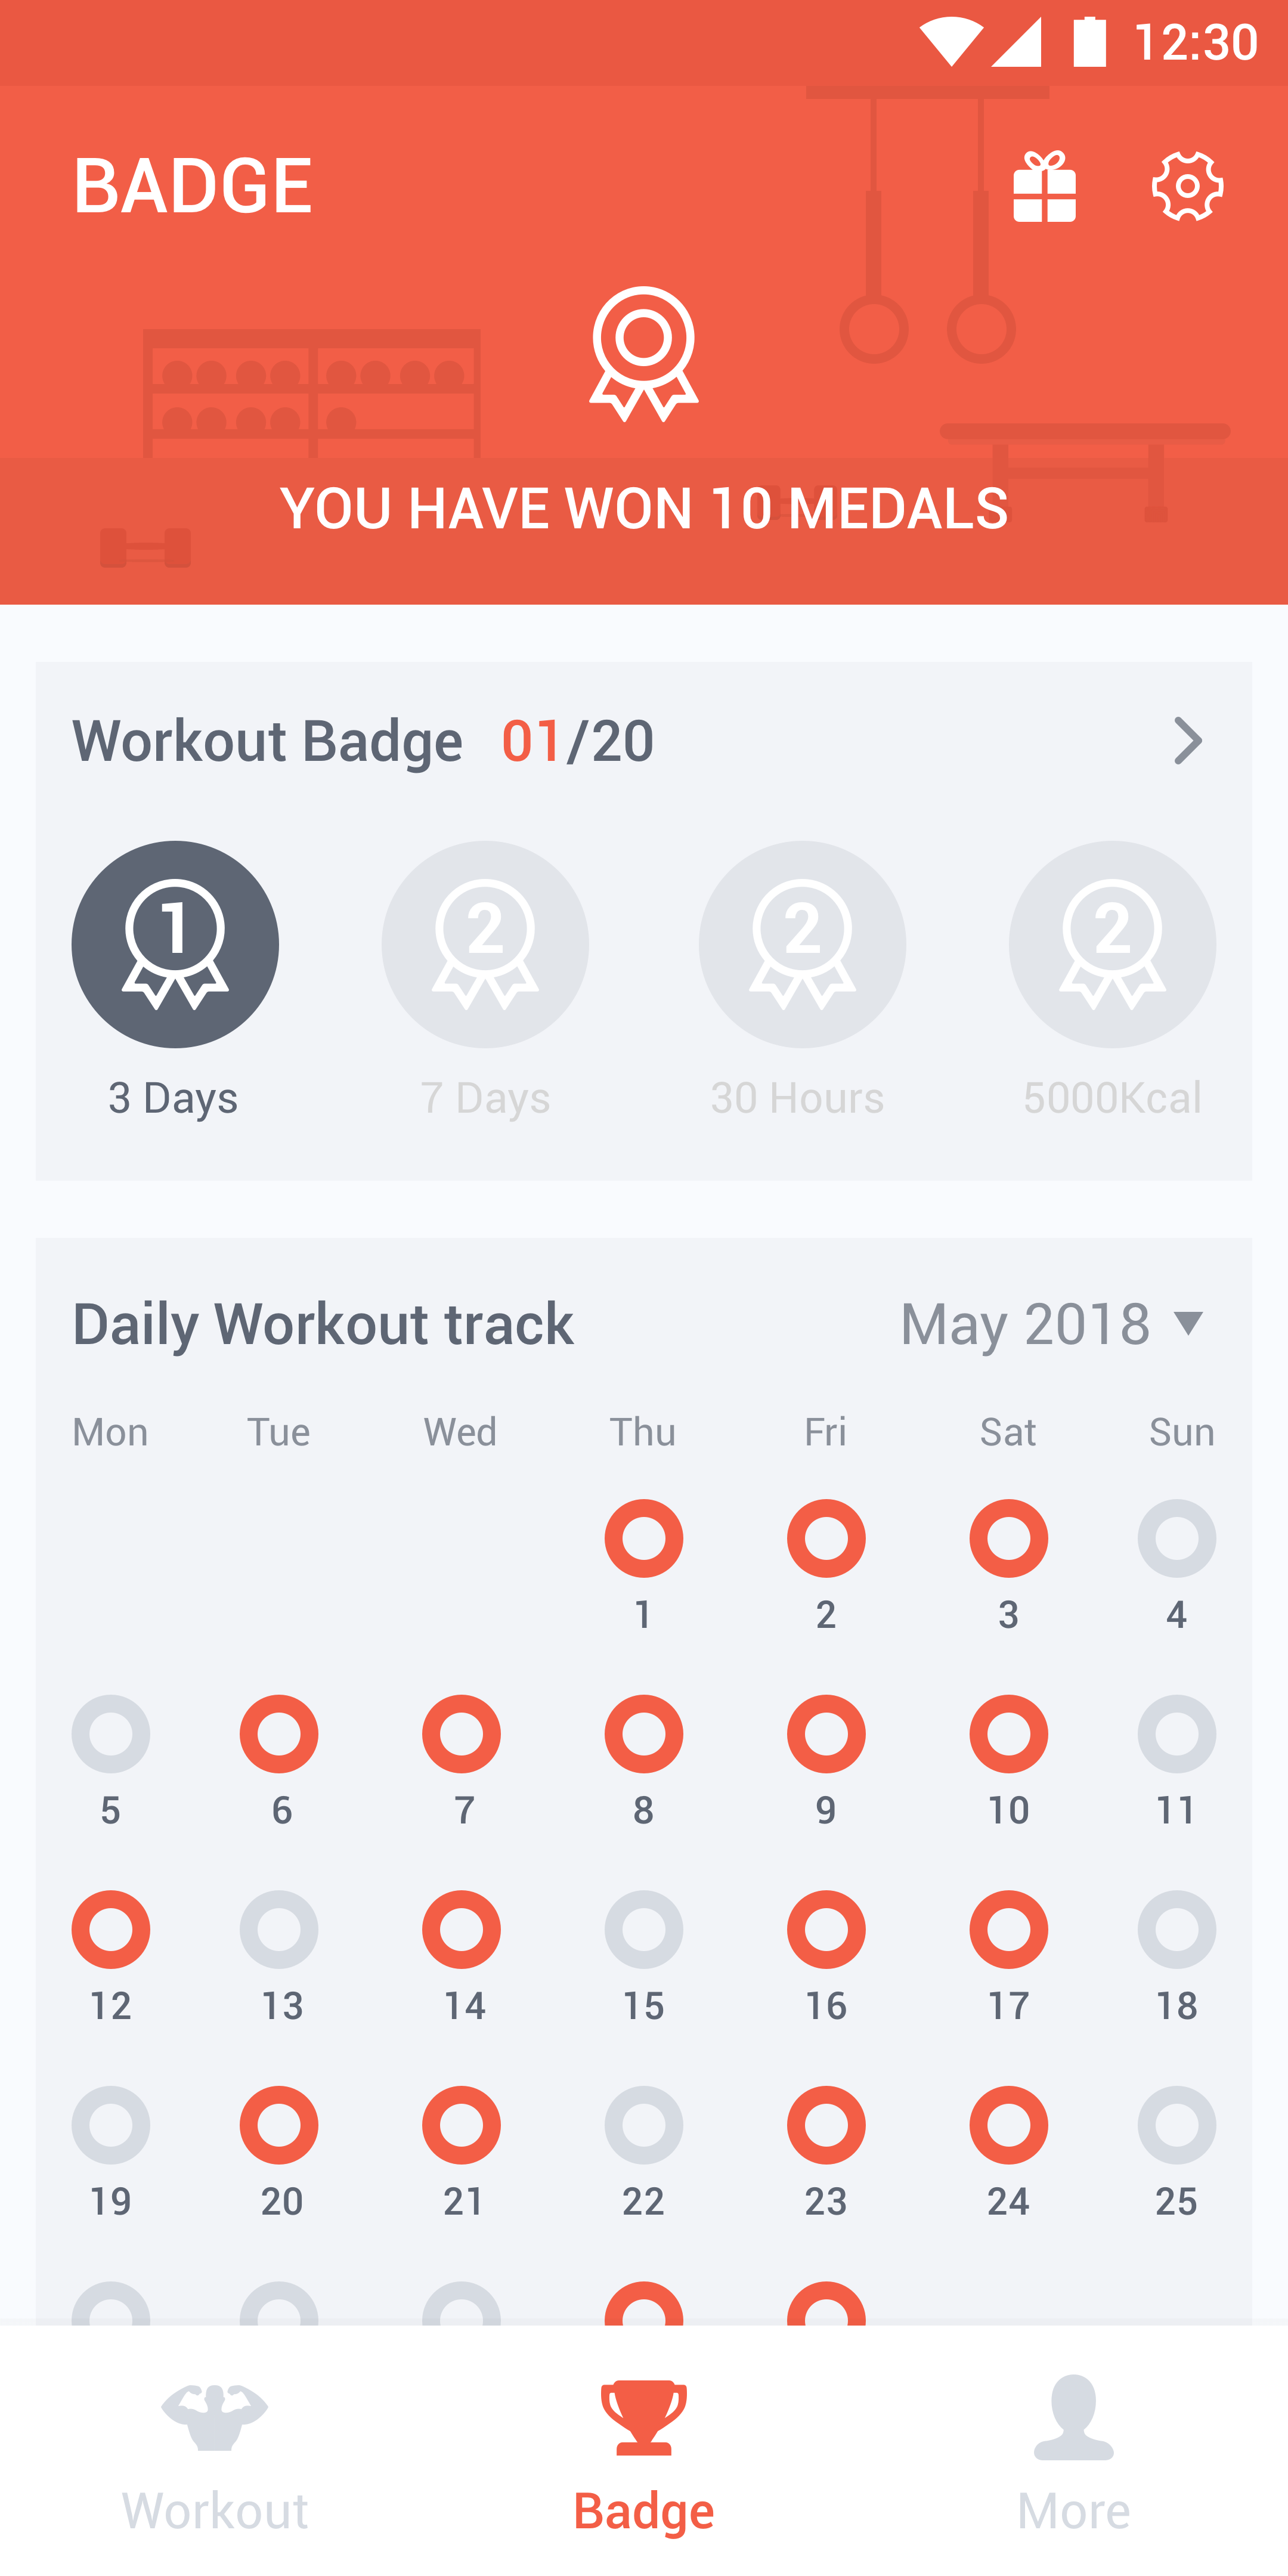 12:30
BADGE
YOU HAVE WON 10 MEDALS
Workout Badge 01/20
1 2 2 2
3 Days 7 Days 30 Hours 5000Kcal
Daily Workout track May 2018
Mon Tue Wed Thu Fri Sat Sun
1 2 3 4
5 6 7 8 9 10 11
12 13 14 15 16 17 18
19 20 21 22 23 24 25
Workout Badge More